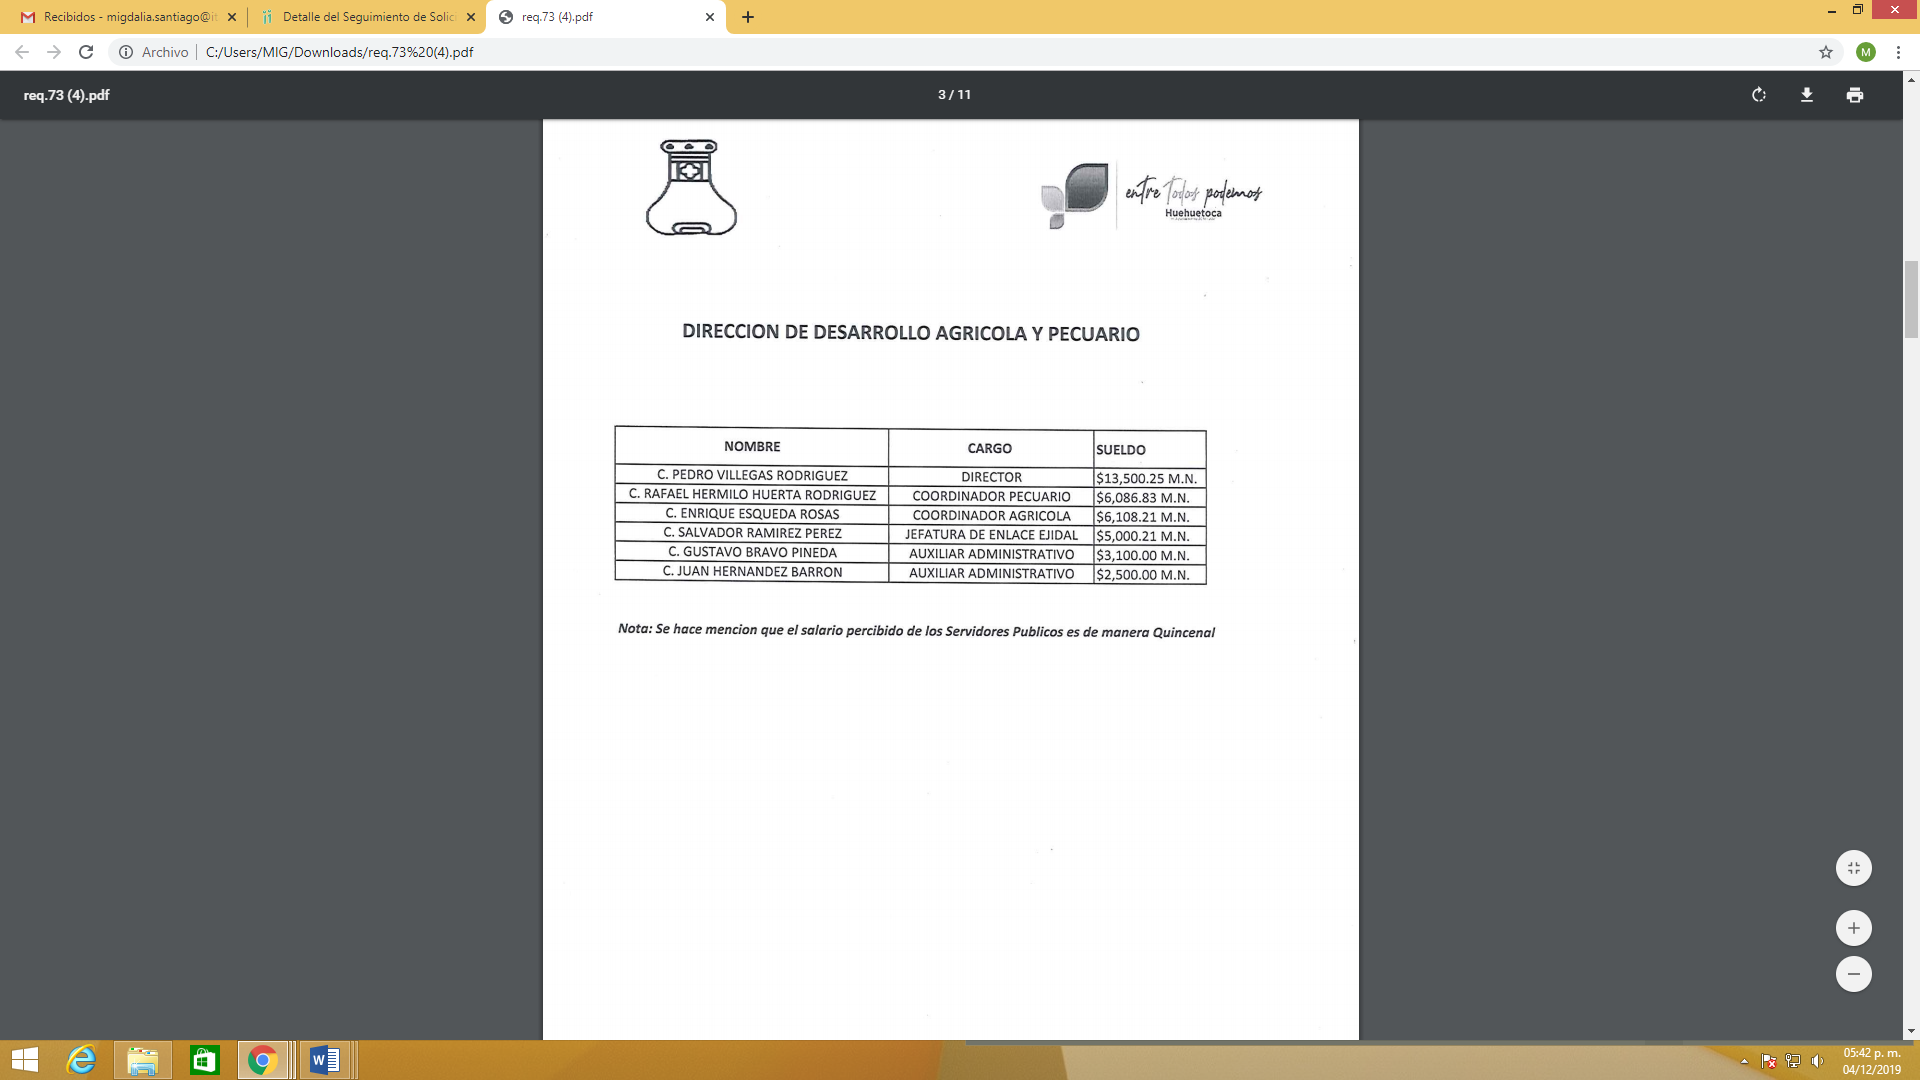 Recibidos - migdalia.santiago@it
Detalle del Seguimiento de Solic
req.73 (4).pdf
Archivo
C:/Users/MIG/Downloads/req.73%20(4).pdf
M
req.73 (4).pdf
3 / 11
entre todos podemos
Huehuetoca
DIRECCION DE DESARROLLO AGRICOLA Y PECUARIO
NOMBRE CARGO SUELDO
C. PEDRO VILLEGAS RODRIGUEZ DIRECTOR $13,500.25 M.N.
C. RAFAEL HERMILO HUERTA RODRIGUEZ COORDINADOR PECUARIO $6,086.83 M.N.
C. ENRIQUE ESQUEDA ROSAS COORDINADOR AGRICOLA $6,108.21 M.N.
C. SALVADOR RAMIREZ PEREZ JEFATURA DE ENLACE EJIDAL $5,000.21 M.N.
C. GUSTAVO BRAVO PINEDA AUXILIAR ADMINISTRATIVO $3,100.00 M.N.
C. JUAN HERNANDEZ BARRON AUXILIAR ADMINISTRATIVO $2,500.00 M.N.
Nota: Se hace mencion que el salario percibido de los Servidores Publicos es de manera Quincenal
05:42 p. m.
04/12/2019